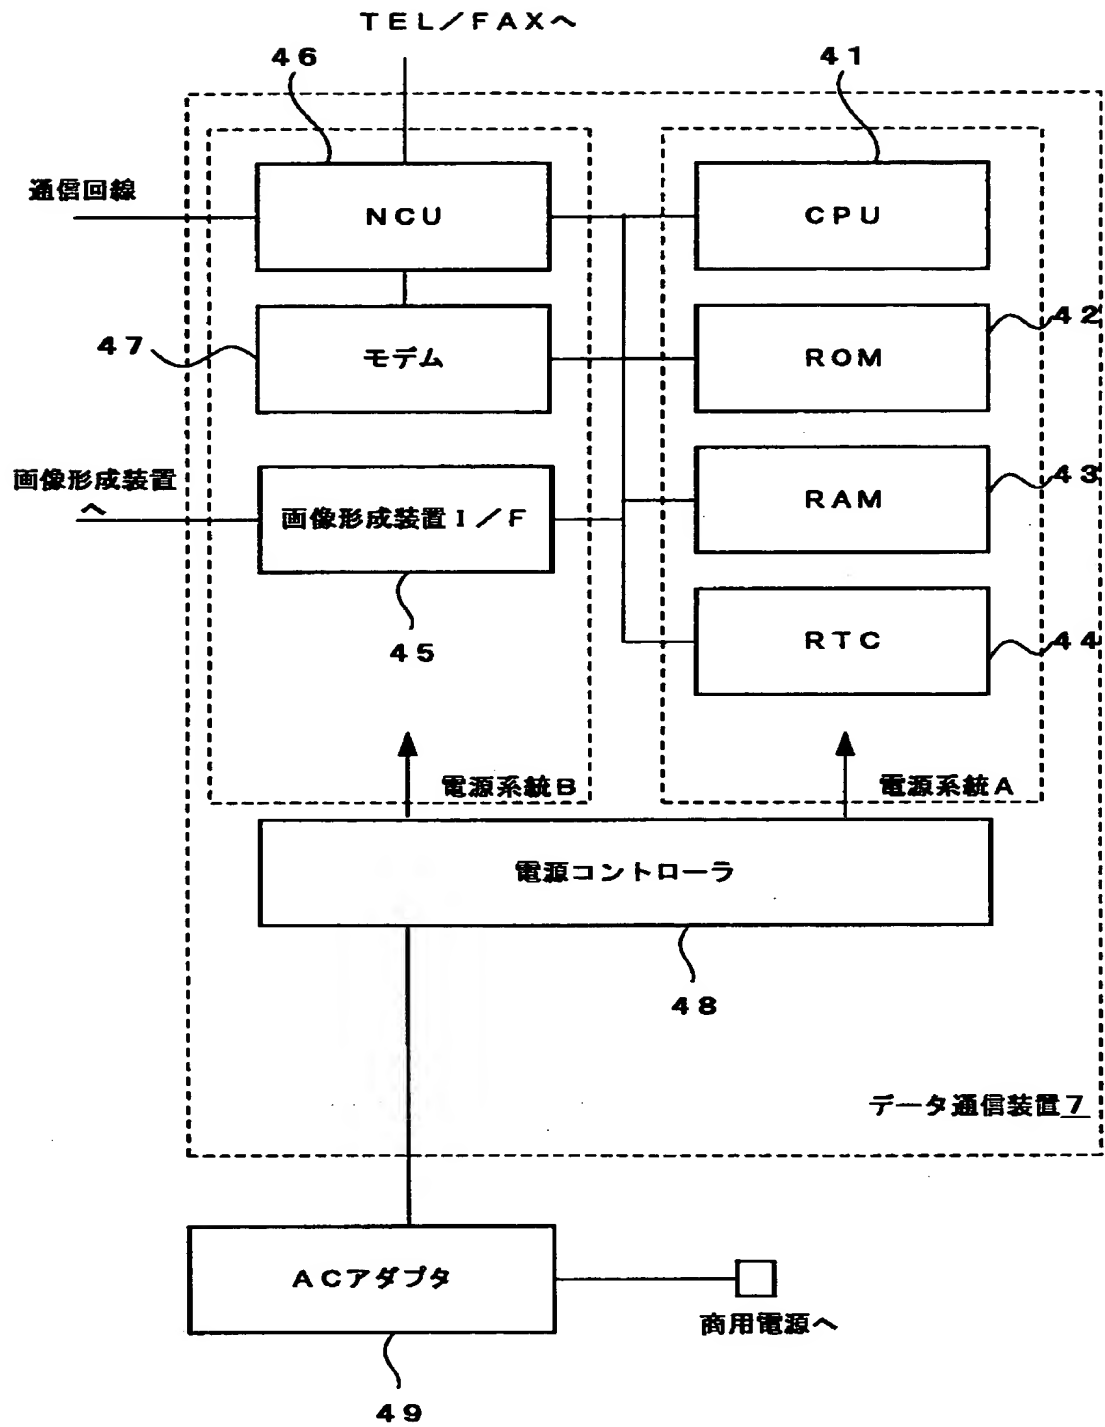 TEL/FAXへ
46
41
通信回線
NCU
CPU
42
47
モデム
ROM
画像形成装置
へ
画像形成装置I/F
RAM
43
45
RTC
44
電源系統B
電源系統A
電源コントローラ
48
データ通信装置7
ACアダプタ
商用電源へ
49